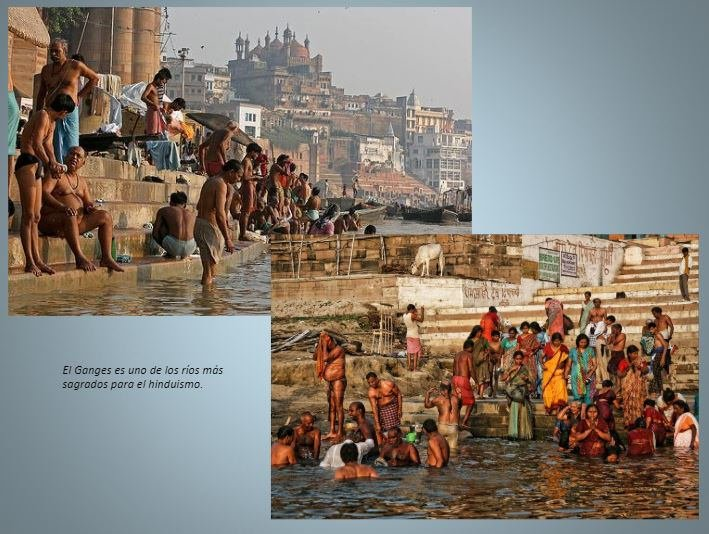 El Ganges es uno de los ríos más
sagrados para el hinduismo.